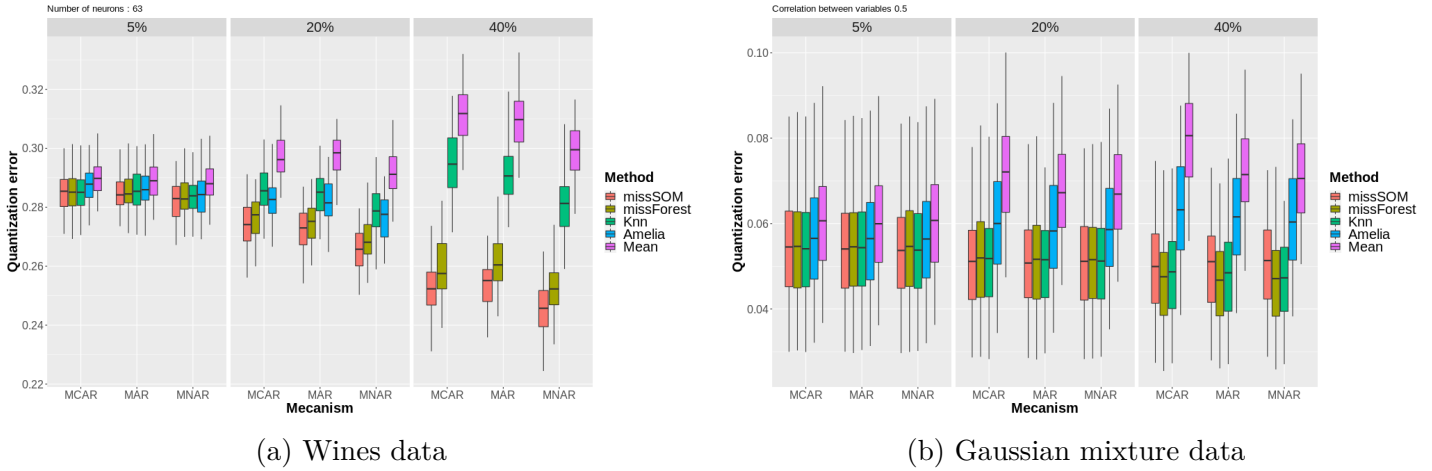 Number of neurons : 63
5% 20% 40%
0.32
0.30
0.28
0.26
0.24
0.22
Quantization error
MCAR MAR MNAR MCAR MAR MNAR MCAR MAR MNAR
Mecanism
Method
missSOM
missForest
Knn
Amelia
Mean
(a) Wines data
Correlation between variables 0.5
5% 20% 40%
0.10
0.08
0.06
0.04
Quantization error
MCAR MAR MNAR MCAR MAR MNAR MCAR MAR MNAR
Mecanism
Method
missSOM
missForest
Knn
Amelia
Mean
(b) Gaussian mixture data